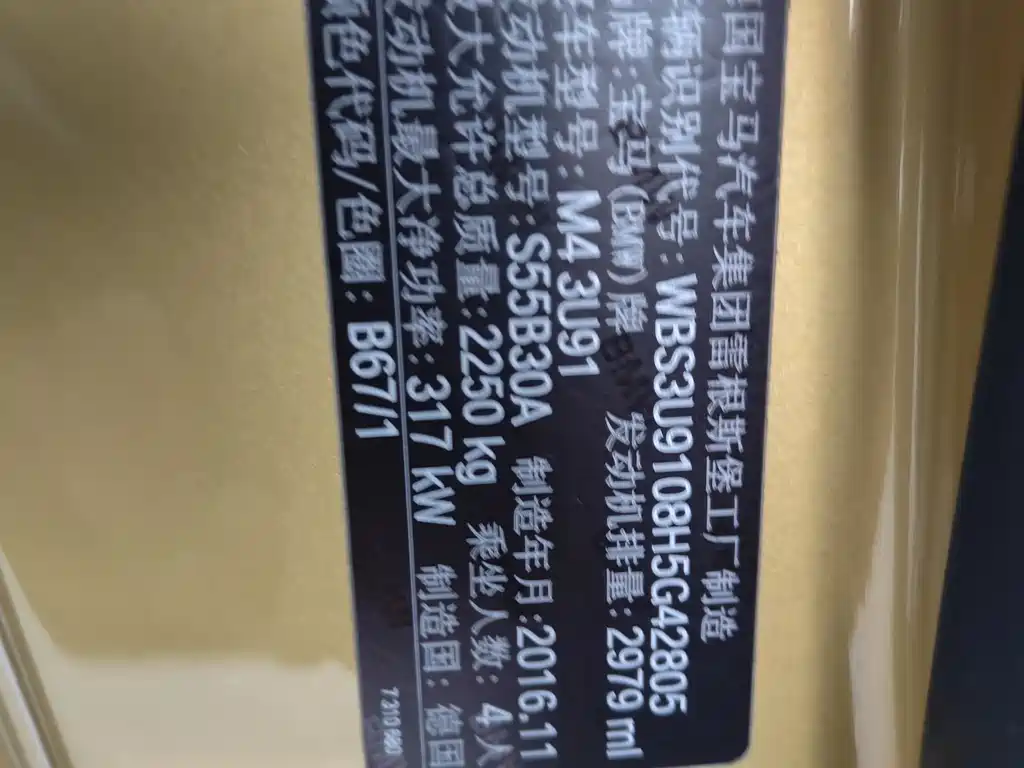 国宝马汽车集团雷根斯堡工厂 制造
车辆识别代号: WBS3U9108H5G42805
牌: 宝马(BMW)牌 发动机排量: 2979 ml
车型号: M4 3U91
动机型号: S55B30A 制造年月: 2016.11
大允许总质量: 2250 kg 乘坐人数: 4人
动机最大净功率: 317 kW 制造国: 德国
颜色代码/色图: B67/1